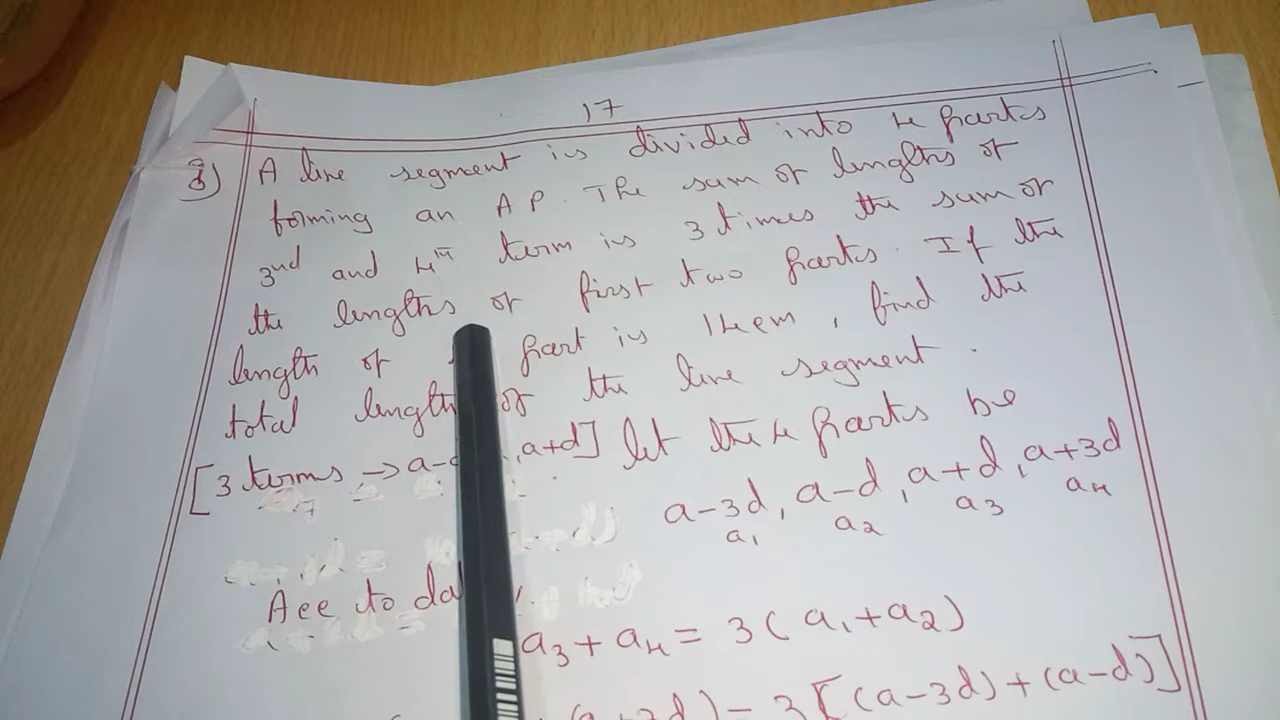 17
8) A line segment is divided into 4 parts
forming an AP. The sum of lengths of
3rd and 4th term is 3 times the sum of
the lengths of first two parts. If the
length of part is 14cm, find the
total length of the line segment.
[3 terms → a-d ,a+d] let the 4 parts be
a-3d, a-d, a+d, a+3d
a1 a2 a3 a4
Acc to
a3 + a4 = 3(a1+a2)
(a+3d) = 3[(a-3d)+(a-d)]